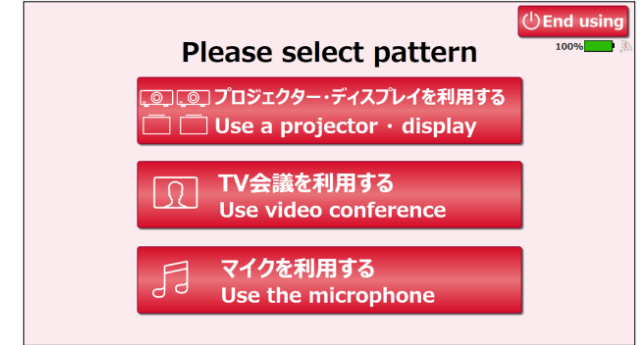 End using
100%
Please select pattern
プロジェクター・ディスプレイを利用する
Use a projector・display
TV会議を利用する
Use video conference
マイクを利用する
Use the microphone